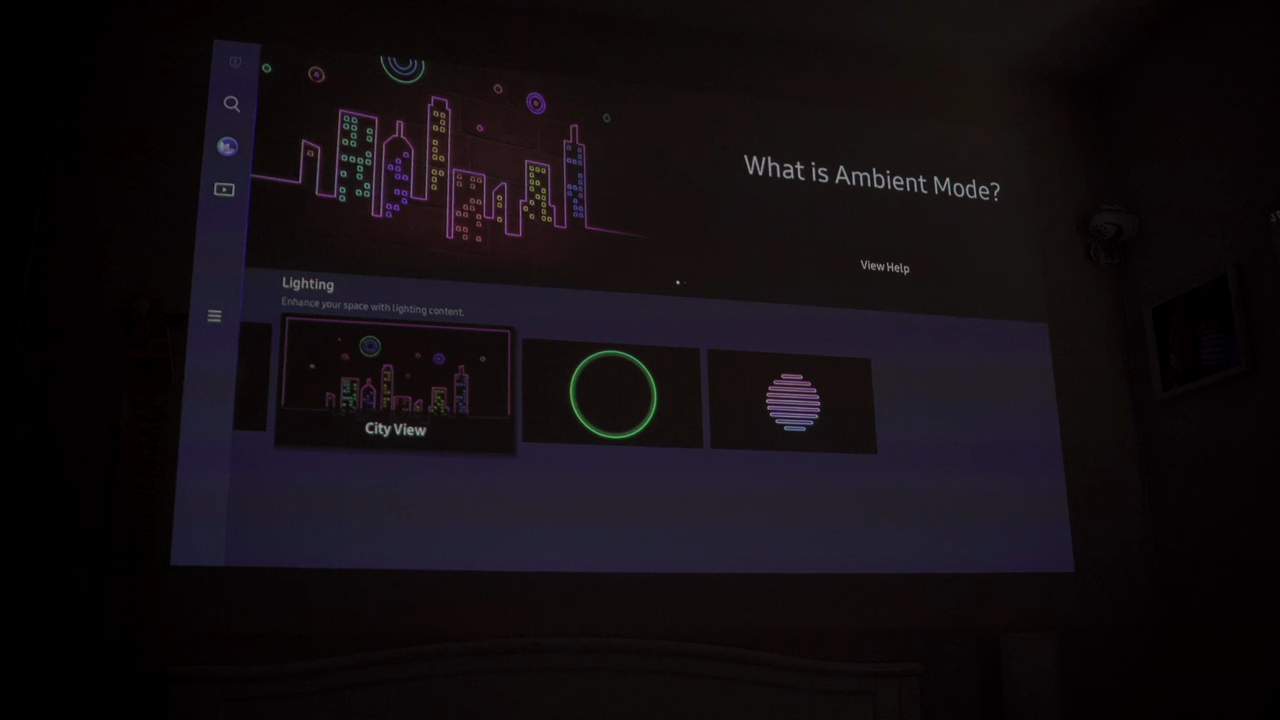 What is Ambient Mode?
View Help
Lighting
Enhance your space with lighting content.
City View